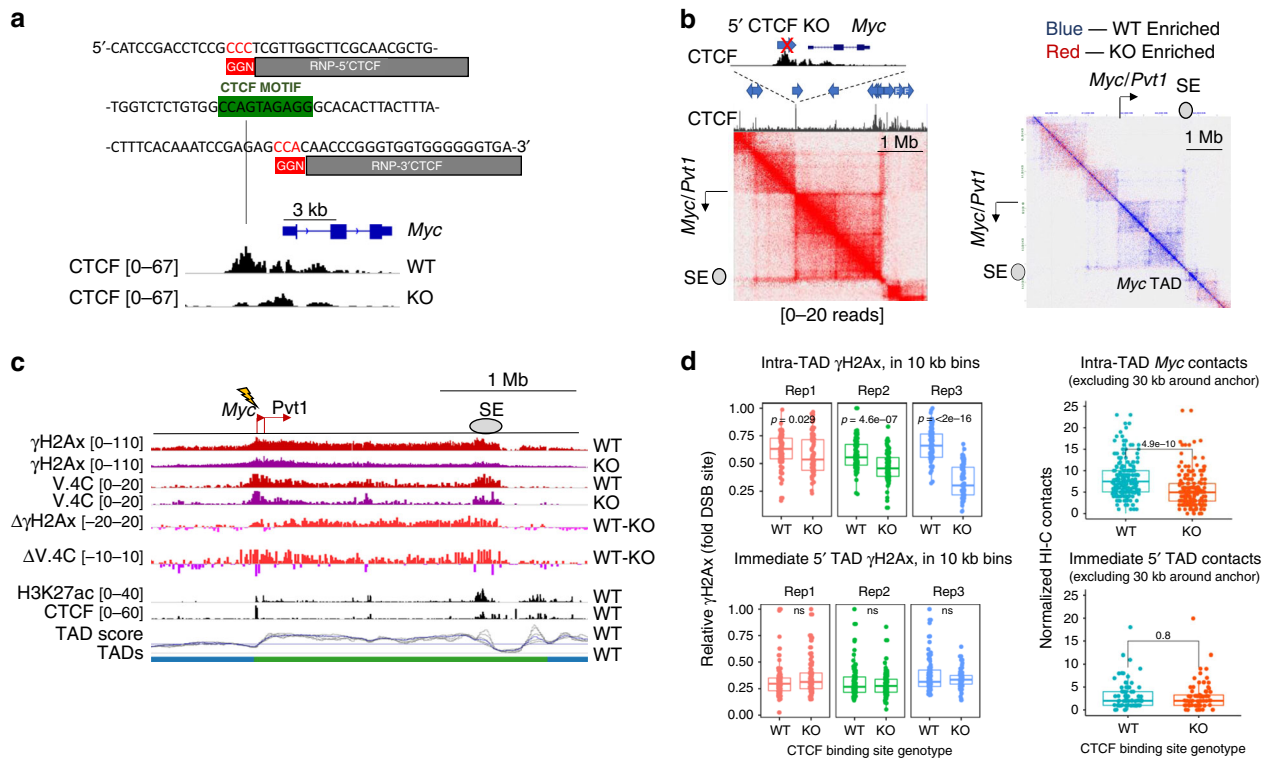 a
5′-CATCCGACCTCCGCCCTCGTTGGCTTCGCAACGCTG-
GGN RNP-5′CTCF
CTCF MOTIF
-TGGTCTCTGTGGCCAGTAGAGGGCACACTTACTTTA-
-CTTTCACAAATCCGAGAGCCACAACCCGGGTGGTGGGGGGTGA-3′
GGN RNP-3′CTCF
3 kb
Myc
CTCF [0–67] WT
CTCF [0–67] KO
b
5′ CTCF KO Myc
CTCF
CTCF
1 Mb
Myc/Pvt1
SE
[0–20 reads]
Blue — WT Enriched
Red — KO Enriched
Myc/Pvt1 SE
1 Mb
Myc/Pvt1
SE
Myc TAD
c
1 Mb
Myc Pvt1 SE
γH2Ax [0–110] WT
γH2Ax [0–110] KO
V.4C [0–20] WT
V.4C [0–20] KO
ΔγH2Ax [–20–20] WT-KO
ΔV.4C [–10–10] WT-KO
H3K27ac [0–40] WT
CTCF [0–60] WT
TAD score WT
TADs WT
d
Intra-TAD γH2Ax, in 10 kb bins
Rep1 Rep2 Rep3
p = 0.029 p = 4.6e–07 p = <2e–16
1.00
0.75
0.50
0.25
WT KO WT KO WT KO
Immediate 5′ TAD γH2Ax, in 10 kb bins
Rep1 Rep2 Rep3
ns ns ns
1.00
0.75
0.50
0.25
0.00
WT KO WT KO WT KO
CTCF binding site genotype
Relative γH2Ax (fold DSB site)
Intra-TAD Myc contacts
(excluding 30 kb around anchor)
25
20
15
10
5
0
4.9e–10
WT KO
Immediate 5′ TAD contacts
(excluding 30 kb around anchor)
25
20
15
10
5
0
0.8
WT KO
CTCF binding site genotype
Normalized HI-C contacts